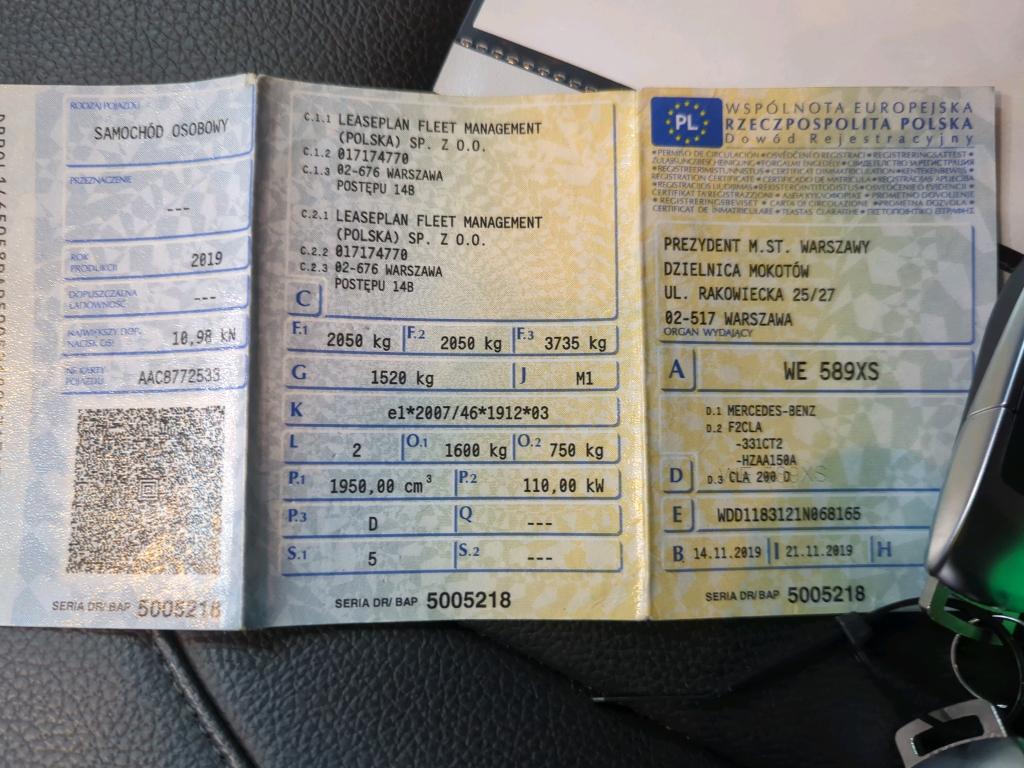 RODZAJ POJAZDU
SAMOCHÓD OSOBOWY
PRZEZNACZENIE
---
ROK PRODUKCJI
2019
DOPUSZCZALNA ŁADOWNOŚĆ
---
NAJWIĘKSZY DOP. NACISK OSI
10,98 kN
NR KARTY POJAZDU
AAC8772533
SERIA DR/ BAP 5005218
C.1.1 LEASEPLAN FLEET MANAGEMENT
(POLSKA) SP. Z O.O.
C.1.2 017174770
C.1.3 02-676 WARSZAWA
POSTĘPU 14B
C.2.1 LEASEPLAN FLEET MANAGEMENT
(POLSKA) SP. Z O.O.
C.2.2 017174770
C.2.3 02-676 WARSZAWA
POSTĘPU 14B
C
F.1 2050 kg F.2 2050 kg F.3 3735 kg
G 1520 kg J M1
K e1*2007/46*1912*03
L 2 O.1 1600 kg O.2 750 kg
P.1 1950,00 cm³ P.2 110,00 kW
P.3 D Q ---
S.1 5 S.2 ---
SERIA DR/ BAP 5005218
PL
WSPÓLNOTA EUROPEJSKA
RZECZPOSPOLITA POLSKA
Dowód Rejestracyjny
PREZYDENT M.ST. WARSZAWY
DZIELNICA MOKOTÓW
UL. RAKOWIECKA 25/27
02-517 WARSZAWA
ORGAN WYDAJĄCY
A WE 589XS
D.1 MERCEDES-BENZ
D.2 F2CLA
-331CT2
-HZAA150A
D D.3 CLA 200 D
E WDD1183121N068165
B 14.11.2019 I 21.11.2019 H
SERIA DR/ BAP 5005218